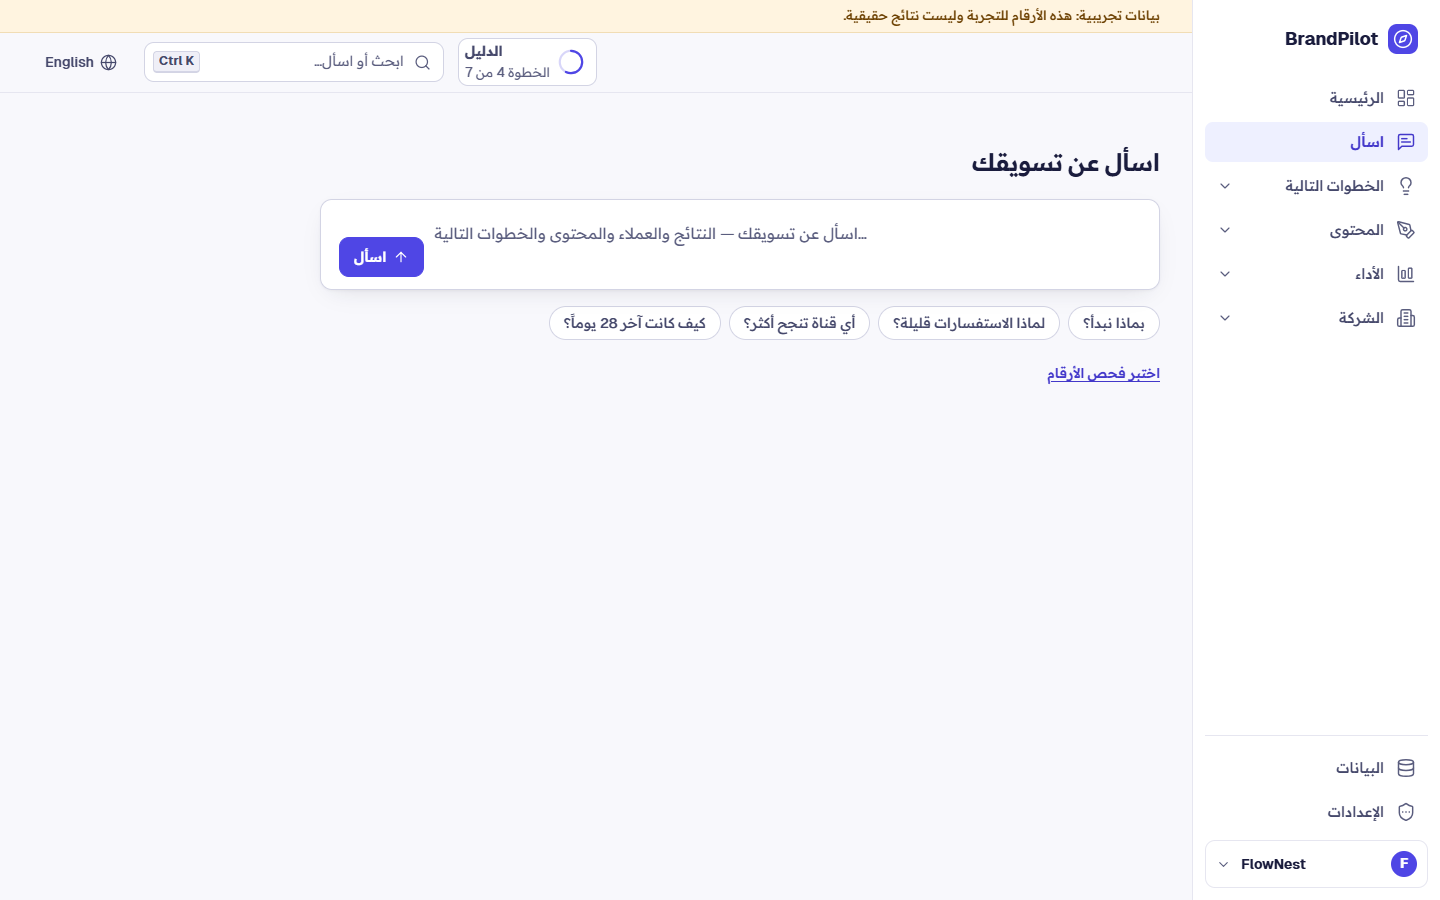 بيانات تجريبية: هذه الأرقام للتجربة وليست نتائج حقيقية.
BrandPilot
الرئيسية
اسأل
الخطوات التالية
المحتوى
الأداء
الشركة
البيانات
الإعدادات
F FlowNest
الدليل
الخطوة 4 من 7
ابحث أو اسأل...
Ctrl K
English
اسأل عن تسويقك
اسأل عن تسويقك — النتائج والعملاء والمحتوى والخطوات التالية...
اسأل
بماذا نبدأ؟
لماذا الاستفسارات قليلة؟
أي قناة تنجح أكثر؟
كيف كانت آخر 28 يوماً؟
اختبر فحص الأرقام